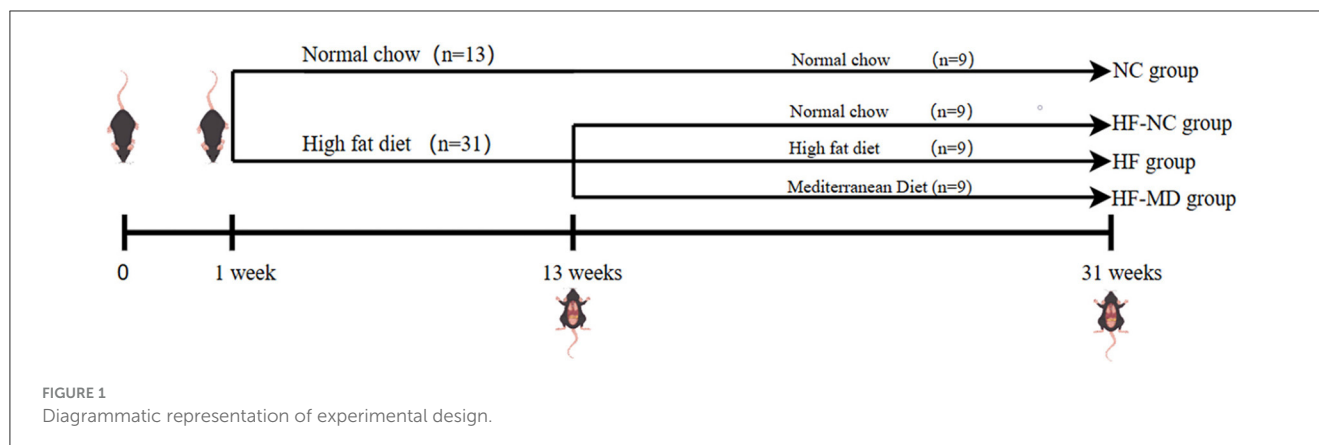 Normal chow (n=13)
Normal chow (n=9)
NC group
Normal chow (n=9)
HF-NC group
High fat diet (n=31)
High fat diet (n=9)
HF group
Mediterranean Diet (n=9)
HF-MD group
0
1 week
13 weeks
31 weeks
FIGURE 1
Diagrammatic representation of experimental design.